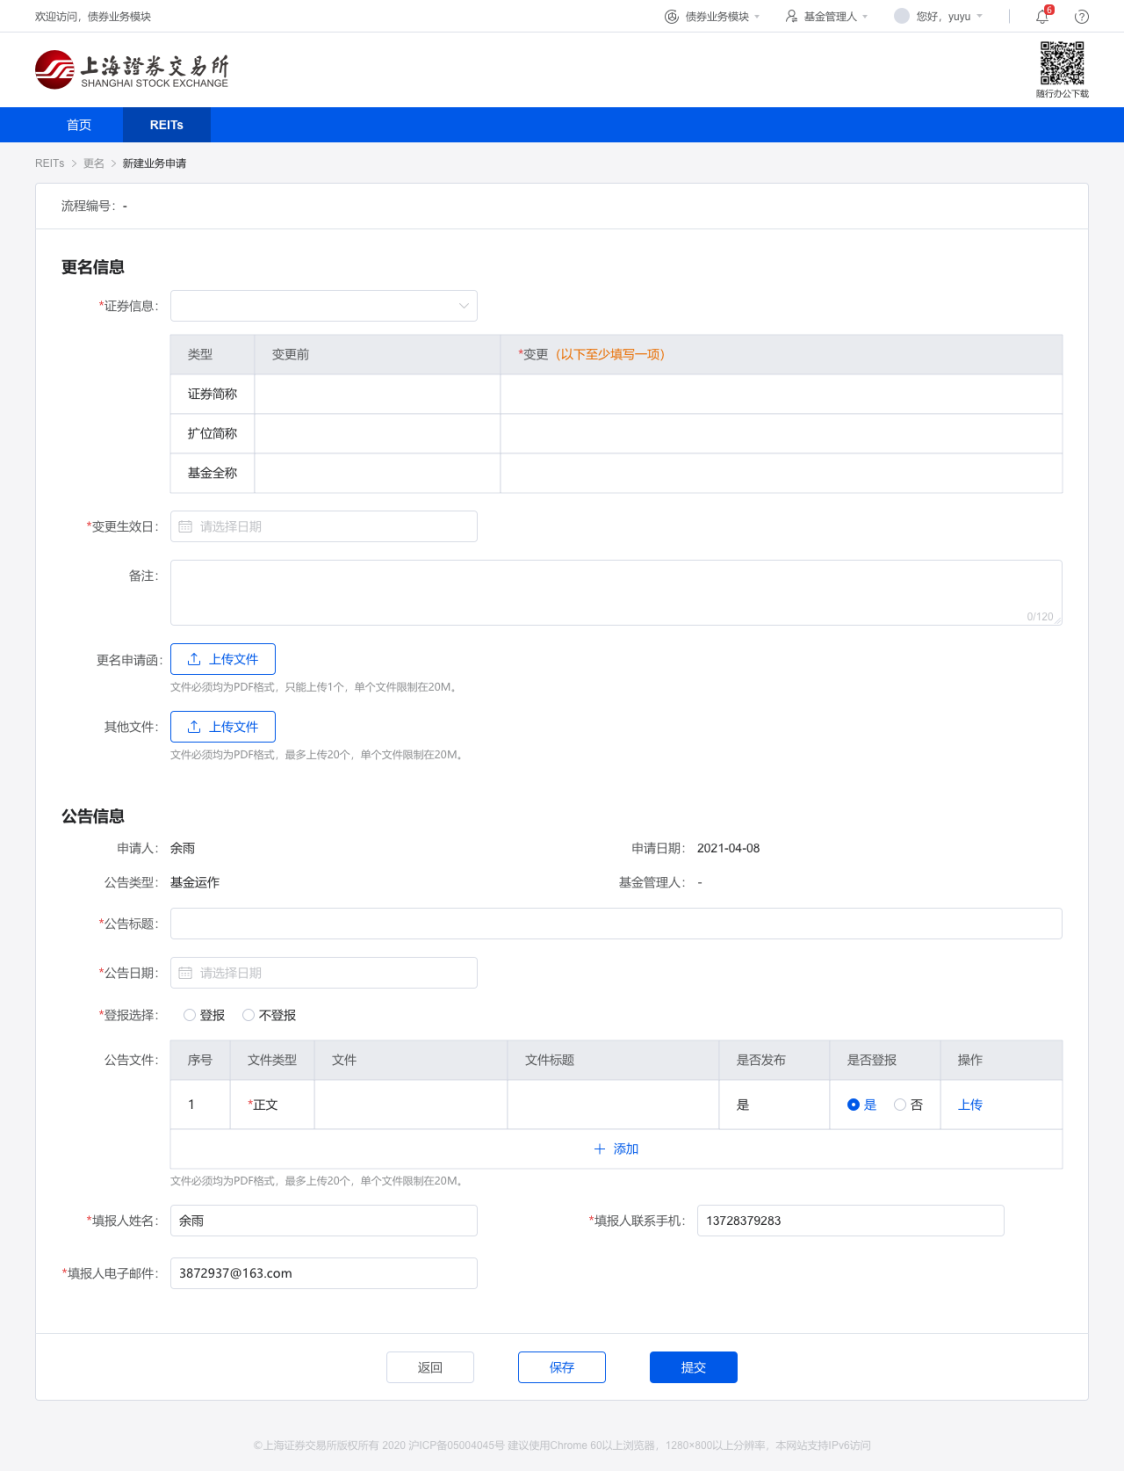 欢迎访问，债券业务模块
债券业务模块 基金管理人 您好，yuyu 6
上海證券交易所
SHANGHAI STOCK EXCHANGE
随行办公下载
首页 REITs
REITs > 更名 > 新建业务申请
流程编号：-
更名信息
*证券信息：
类型 变更前 *变更（以下至少填写一项）
证券简称
扩位简称
基金全称
*变更生效日： 请选择日期
备注：
0/120
更名申请函： 上传文件
文件必须均为PDF格式，只能上传1个，单个文件限制在20M。
其他文件： 上传文件
文件必须均为PDF格式，最多上传20个，单个文件限制在20M。
公告信息
申请人： 余雨 申请日期： 2021-04-08
公告类型： 基金运作 基金管理人： -
*公告标题：
*公告日期： 请选择日期
*登报选择： 登报 不登报
公告文件： 序号 文件类型 文件 文件标题 是否发布 是否登报 操作
1 *正文 是 是 否 上传
+ 添加
文件必须均为PDF格式，最多上传20个，单个文件限制在20M。
*填报人姓名： 余雨 *填报人联系手机： 13728379283
*填报人电子邮件： 3872937@163.com
返回 保存 提交
©上海证券交易所版权所有 2020 沪ICP备05004045号 建议使用Chrome 60以上浏览器，1280×800以上分辨率，本网站支持IPv6访问